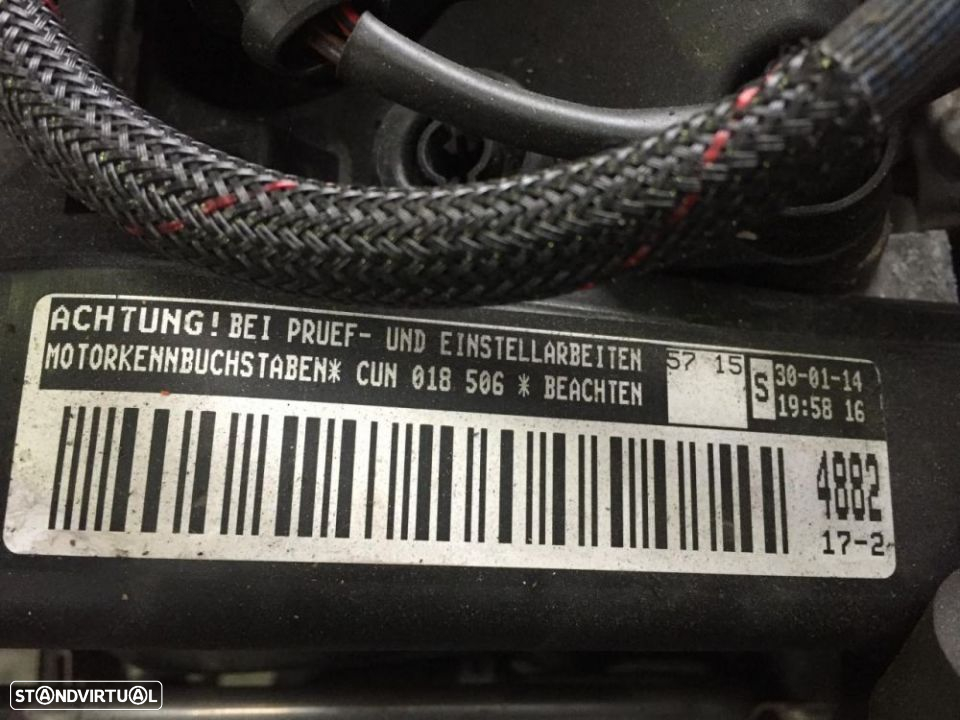 ACHTUNG! BEI PRUEF- UND EINSTELLARBEITEN
MOTORKENNBUCHSTABEN* CUN 018 506 * BEACHTEN
57 15
S
30-01-14
19:58 16
4882
17-2
STANDVIRTUAL